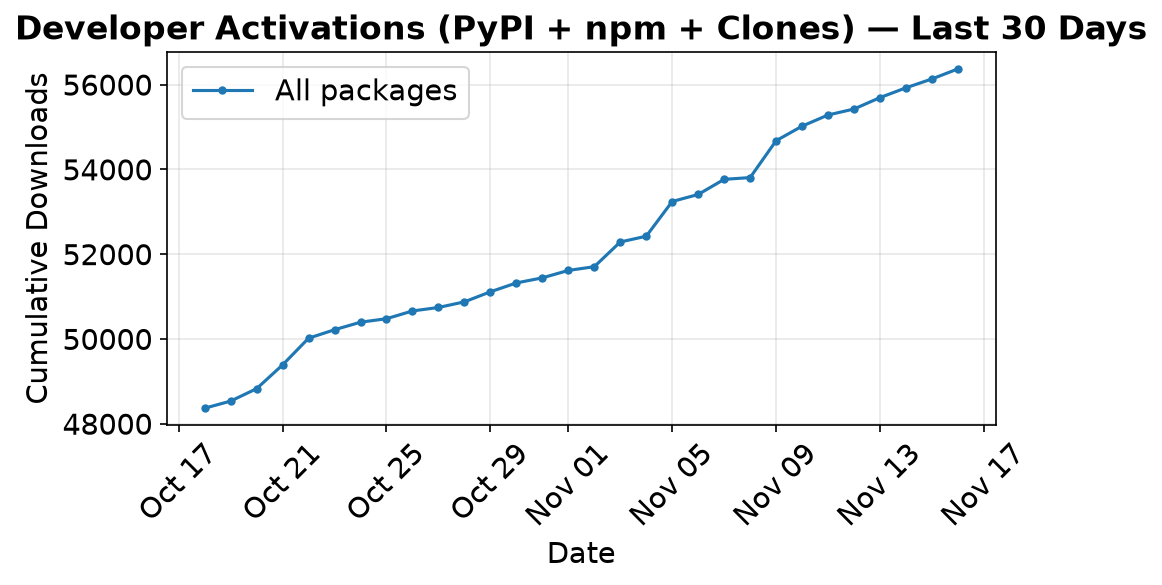 Developer Activations (PyPI + npm + Clones) — Last 30 Days
All packages
Cumulative Downloads
56000
54000
52000
50000
48000
Oct 17
Oct 21
Oct 25
Oct 29
Nov 01
Nov 05
Nov 09
Nov 13
Nov 17
Date